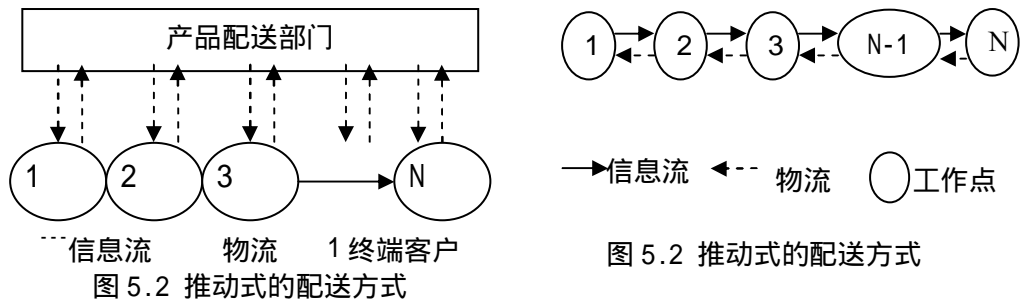 产品配送部门
1 2 3 N
信息流 物流 1 终端客户
图 5.2 推动式的配送方式
1 2 3 N-1 N
信息流 物流 工作点
图 5.2 推动式的配送方式